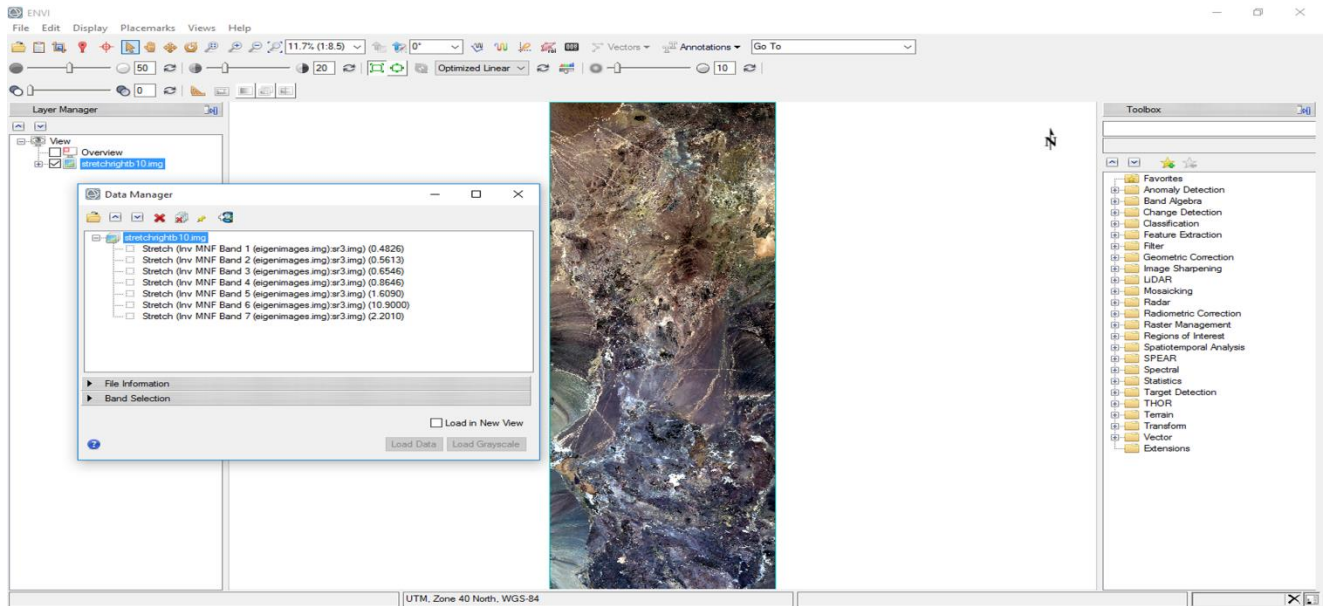 ENVI
File Edit Display Placemarks Views Help
11.7% (1:8.5) 0° Vectors Annotations Go To
50 20 Optimized Linear 10
0
Layer Manager
View
Overview
stretchrightb10.img
Data Manager
stretchrightb10.img
Stretch (Inv MNF Band 1 (eigenimages.img):sr3.img) (0.4826)
Stretch (Inv MNF Band 2 (eigenimages.img):sr3.img) (0.5613)
Stretch (Inv MNF Band 3 (eigenimages.img):sr3.img) (0.6546)
Stretch (Inv MNF Band 4 (eigenimages.img):sr3.img) (0.8646)
Stretch (Inv MNF Band 5 (eigenimages.img):sr3.img) (1.6090)
Stretch (Inv MNF Band 6 (eigenimages.img):sr3.img) (10.9000)
Stretch (Inv MNF Band 7 (eigenimages.img):sr3.img) (2.2010)
File Information
Band Selection
Load in New View
Load Data Load Grayscale
N
Toolbox
Favorites
Anomaly Detection
Band Algebra
Change Detection
Classification
Feature Extraction
Filter
Geometric Correction
Image Sharpening
LiDAR
Mosaicking
Radar
Radiometric Correction
Raster Management
Regions of Interest
Spatiotemporal Analysis
SPEAR
Spectral
Statistics
Target Detection
THOR
Terrain
Transform
Vector
Extensions
UTM, Zone 40 North, WGS-84